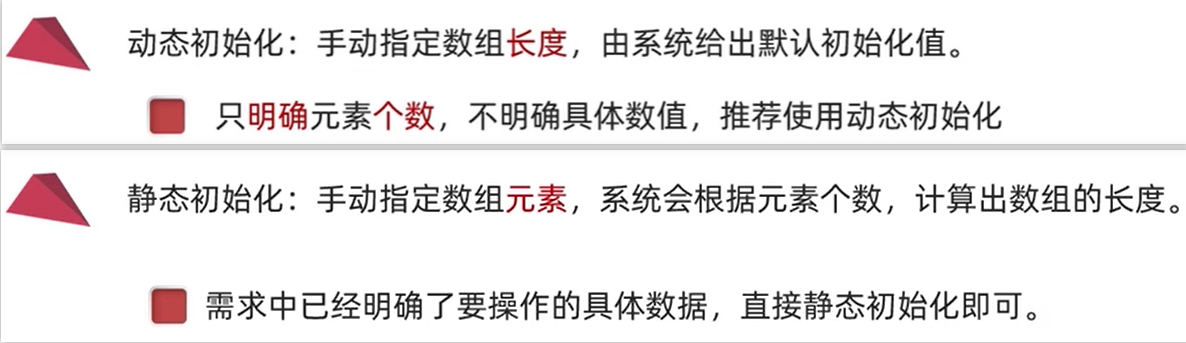 动态初始化：手动指定数组长度，由系统给出默认初始化值。
只明确元素个数，不明确具体数值，推荐使用动态初始化
静态初始化：手动指定数组元素，系统会根据元素个数，计算出数组的长度。
需求中已经明确了要操作的具体数据，直接静态初始化即可。